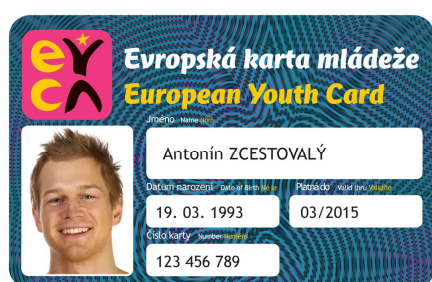 eyca
Evropská karta mládeže
European Youth Card
Jméno Name Nom
Antonín ZCESTOVALÝ
Datum narození Date of Birth Né le Platná do Valid thru Validité
19. 03. 1993 03/2015
Číslo karty Number Numéro
123 456 789